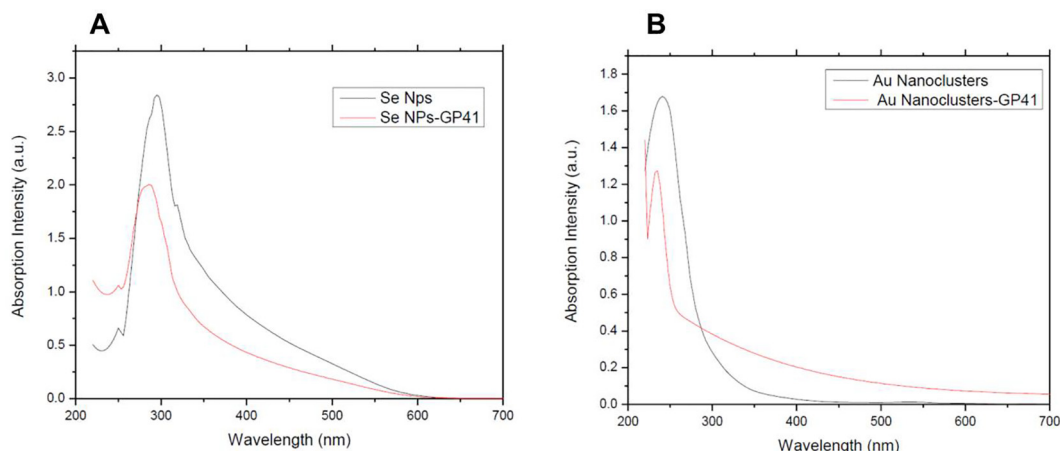 A
3.0
2.5
2.0
1.5
1.0
0.5
0.0
Absorption Intensity (a.u.)
Se Nps
Se NPs-GP41
200 300 400 500 600 700
Wavelength (nm)
B
1.8
1.6
1.4
1.2
1.0
0.8
0.6
0.4
0.2
0.0
Absorption Intensity (a.u.)
Au Nanoclusters
Au Nanoclusters-GP41
200 300 400 500 600 700
Wavelength (nm)